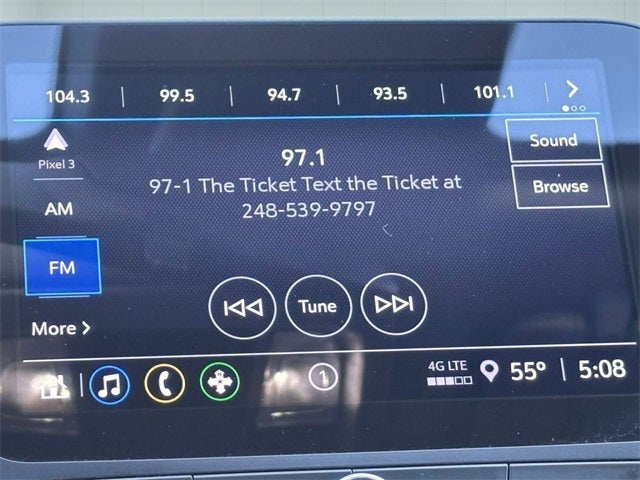 104.3 | 99.5 | 94.7 | 93.5 | 101.1 | >
Pixel 3
97.1
97-1 The Ticket Text the Ticket at
248-539-9797
Sound
Browse
AM
FM
More >
Tune
1
4G LTE
55° | 5:08